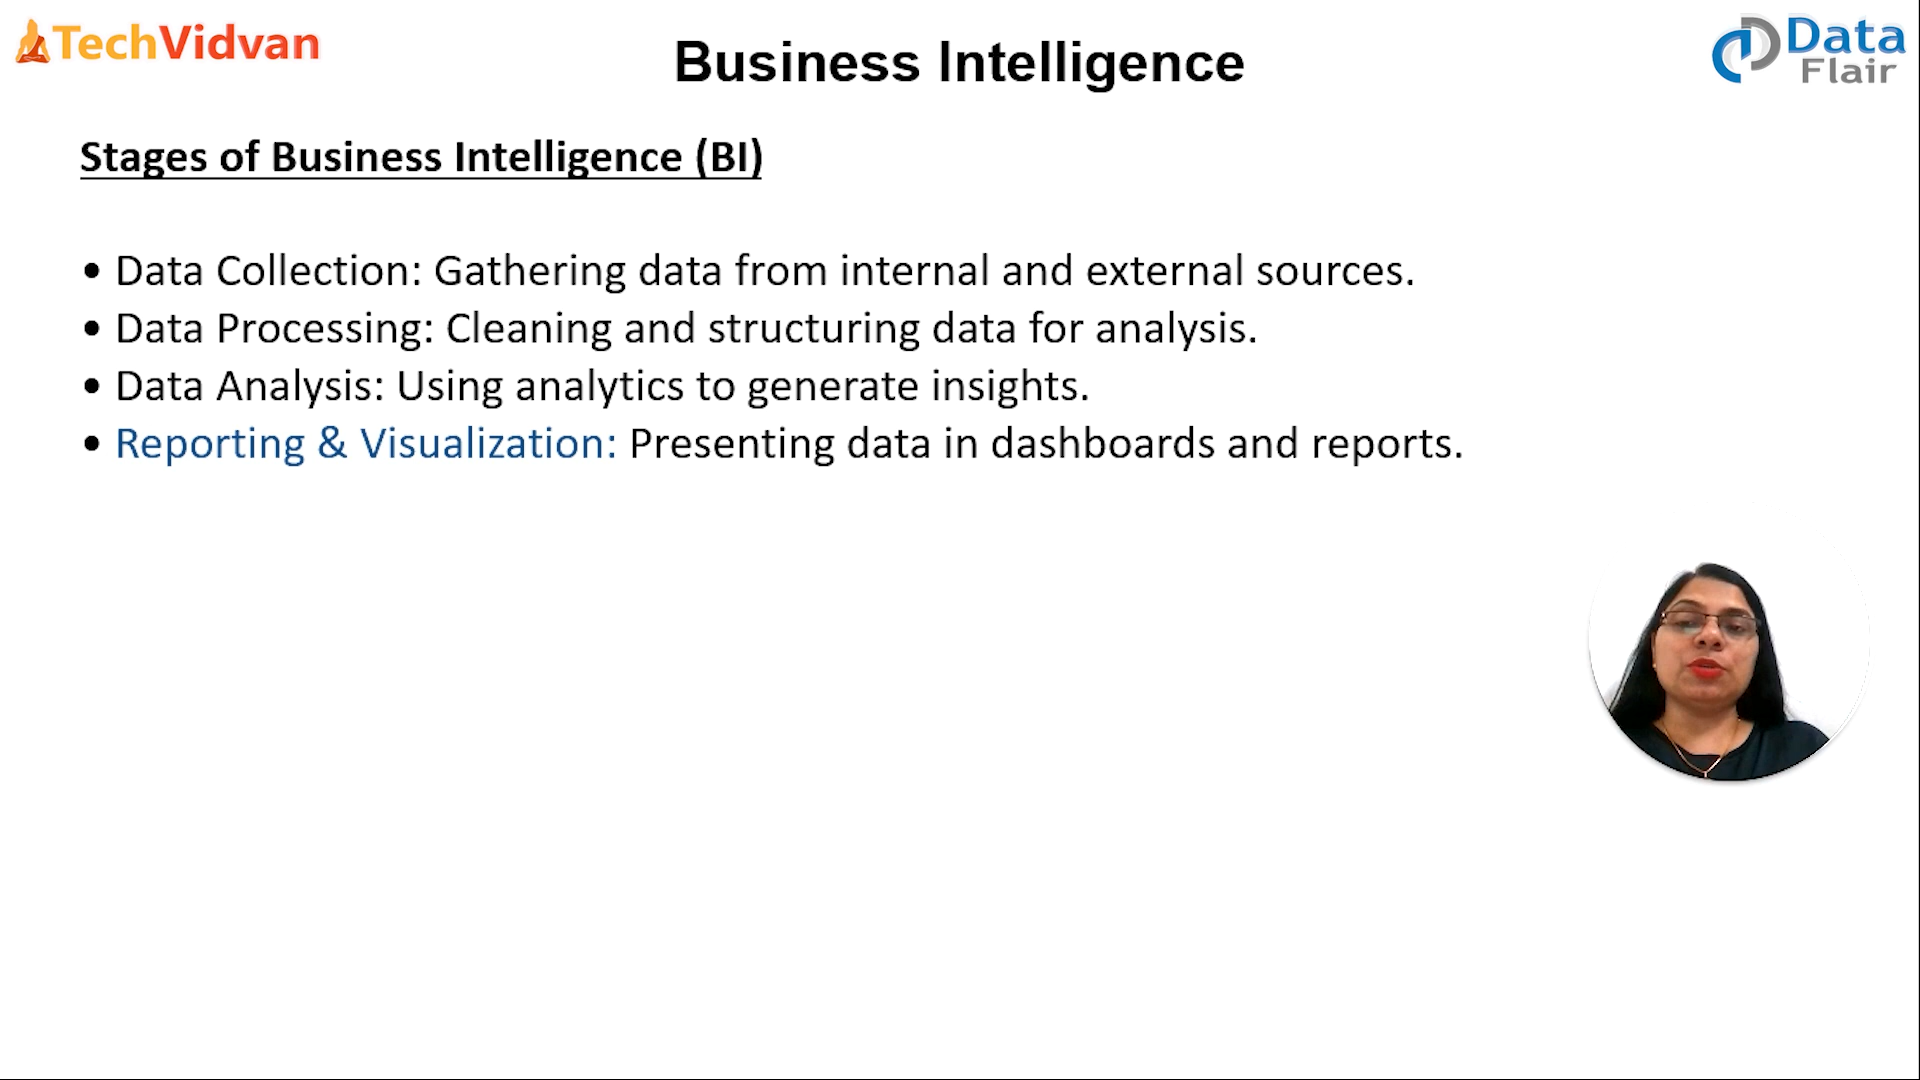 TechVidvan
Business Intelligence
Data
Flair
Stages of Business Intelligence (BI)
• Data Collection: Gathering data from internal and external sources.
• Data Processing: Cleaning and structuring data for analysis.
• Data Analysis: Using analytics to generate insights.
• Reporting & Visualization: Presenting data in dashboards and reports.